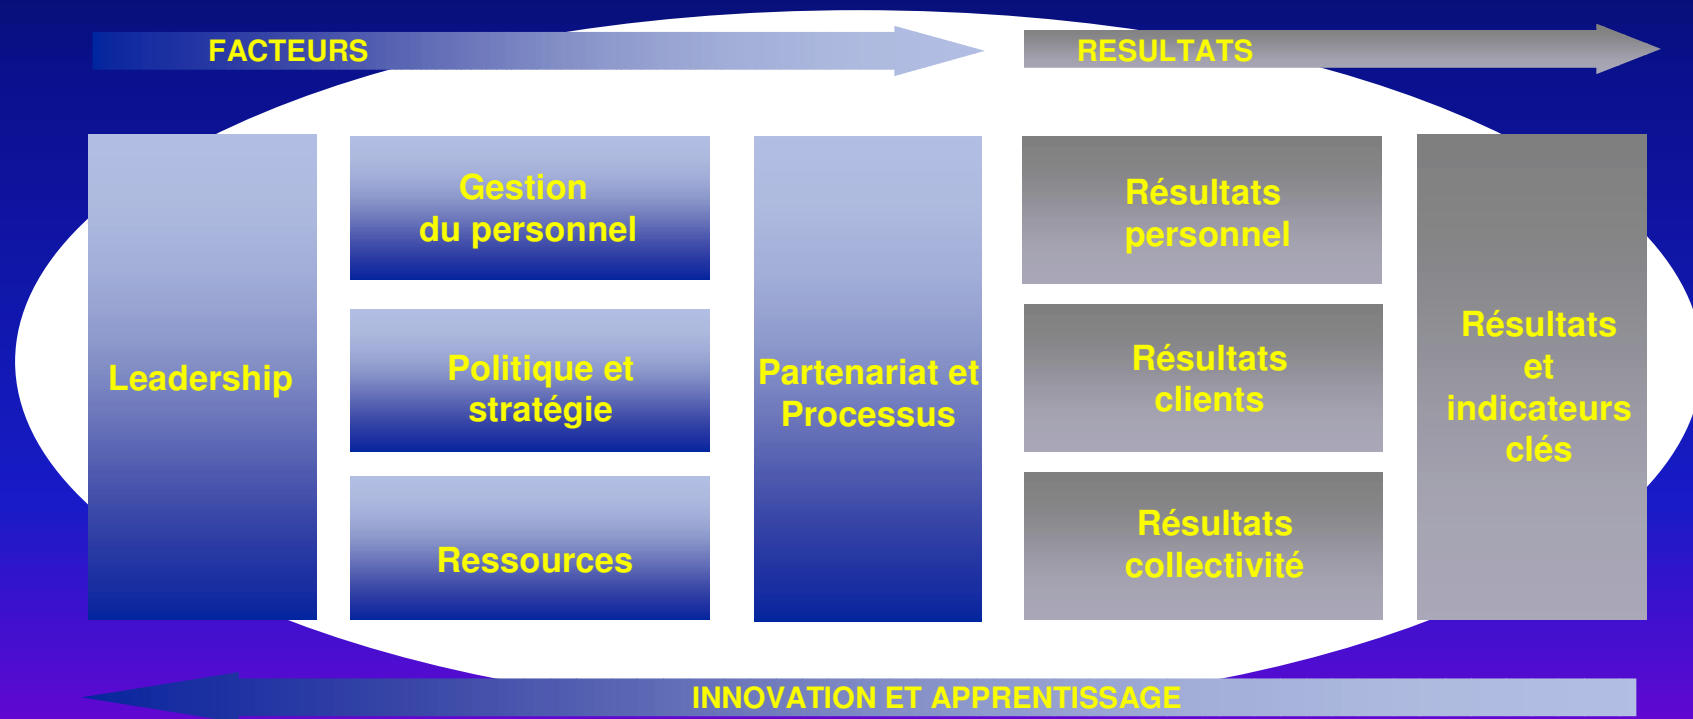 FACTEURS
RESULTATS
Leadership
Gestion
du personnel
Politique et
stratégie
Ressources
Partenariat et
Processus
Résultats
personnel
Résultats
clients
Résultats
collectivité
Résultats
et
indicateurs
clés
INNOVATION ET APPRENTISSAGE